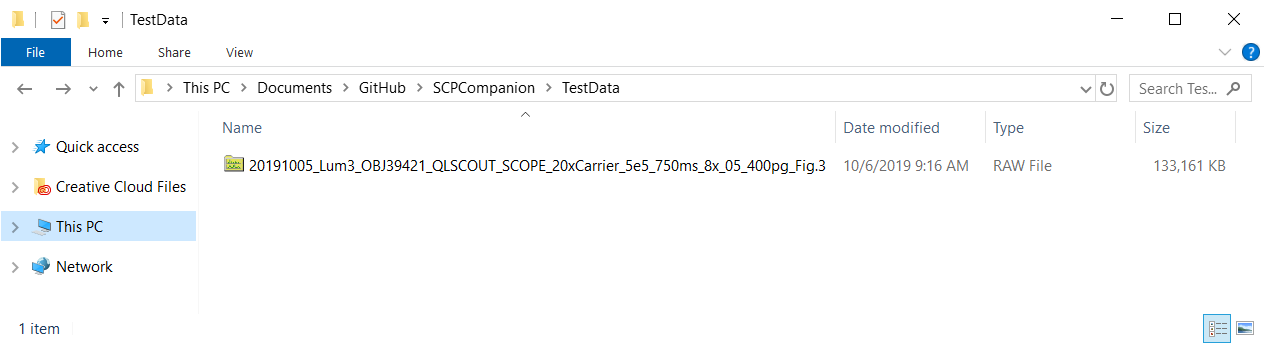 TestData
File Home Share View
This PC Documents GitHub SCPCompanion TestData Search Tes...
Name Date modified Type Size
Quick access
20191005_Lum3_OBJ39421_QLSCOUT_SCOPE_20xCarrier_5e5_750ms_8x_05_400pg_Fig.3 10/6/2019 9:16 AM RAW File 133,161 KB
Creative Cloud Files
This PC
Network
1 item